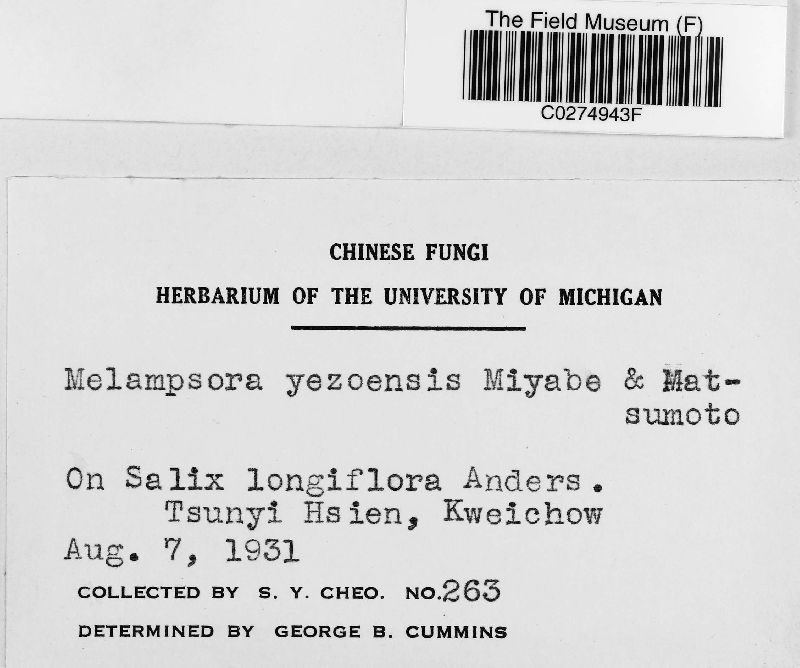 The Field Museum (F)
C0274943F
CHINESE FUNGI
HERBARIUM OF THE UNIVERSITY OF MICHIGAN
Melampsora yezoensis Miyabe & Mat-
sumoto
On Salix longiflora Anders.
Tsunyi Hsien, Kweichow
Aug. 7, 1931
COLLECTED BY S. Y. CHEO. NO.263
DETERMINED BY GEORGE B. CUMMINS